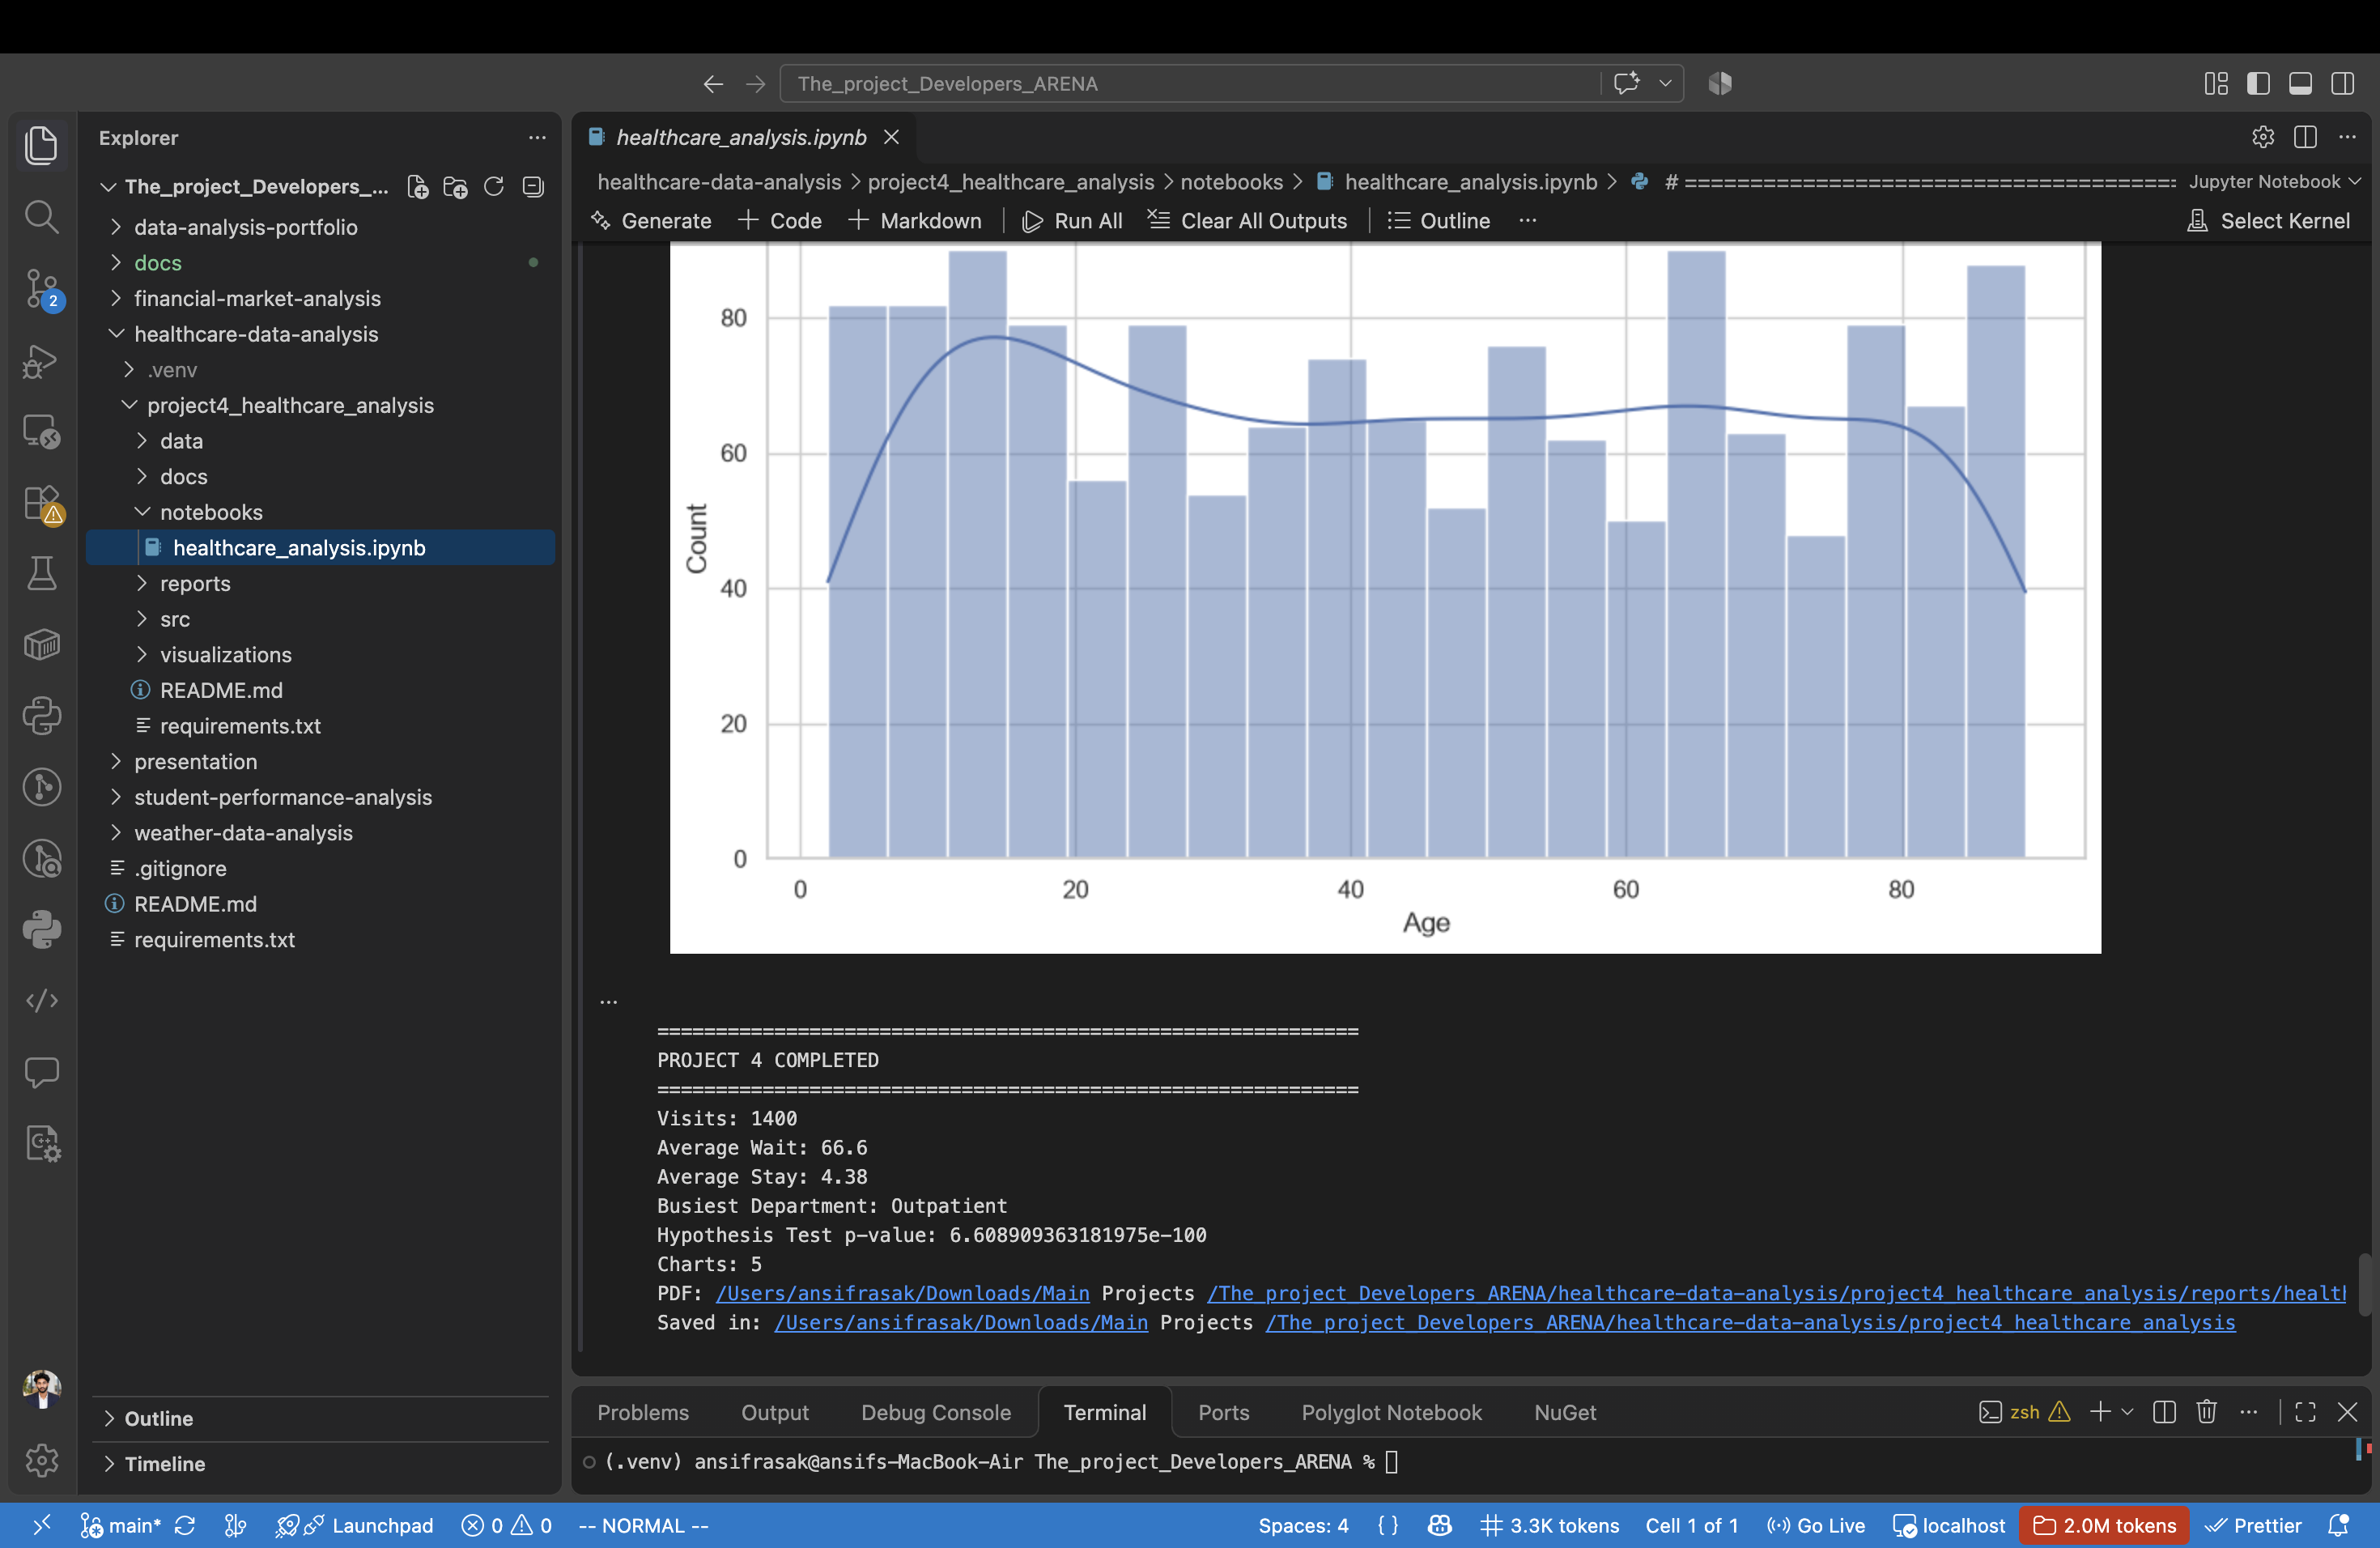 The_project_Developers_ARENA
Explorer
The_project_Developers_...
data-analysis-portfolio
docs
financial-market-analysis
healthcare-data-analysis
.venv
project4_healthcare_analysis
data
docs
notebooks
healthcare_analysis.ipynb
reports
src
visualizations
README.md
requirements.txt
presentation
student-performance-analysis
weather-data-analysis
.gitignore
README.md
requirements.txt
Outline
Timeline
2
healthcare_analysis.ipynb
healthcare-data-analysis > project4_healthcare_analysis > notebooks > healthcare_analysis.ipynb > # ===================================== Jupyter Notebook
Generate + Code + Markdown Run All Clear All Outputs Outline ... Select Kernel
80
60
40
20
0
Count
0 20 40 60 80
Age
...
============================================================
PROJECT 4 COMPLETED
============================================================
Visits: 1400
Average Wait: 66.6
Average Stay: 4.38
Busiest Department: Outpatient
Hypothesis Test p-value: 6.608909363181975e-100
Charts: 5
PDF: /Users/ansifrasak/Downloads/Main Projects /The_project_Developers_ARENA/healthcare-data-analysis/project4_healthcare_analysis/reports/healtl
Saved in: /Users/ansifrasak/Downloads/Main Projects /The_project_Developers_ARENA/healthcare-data-analysis/project4_healthcare_analysis
Problems Output Debug Console Terminal Ports Polyglot Notebook NuGet
zsh
(.venv) ansifrasak@ansifs-MacBook-Air The_project_Developers_ARENA %
main* Launchpad 0 0 -- NORMAL -- Spaces: 4 {} 3.3K tokens Cell 1 of 1 Go Live localhost 2.0M tokens Prettier